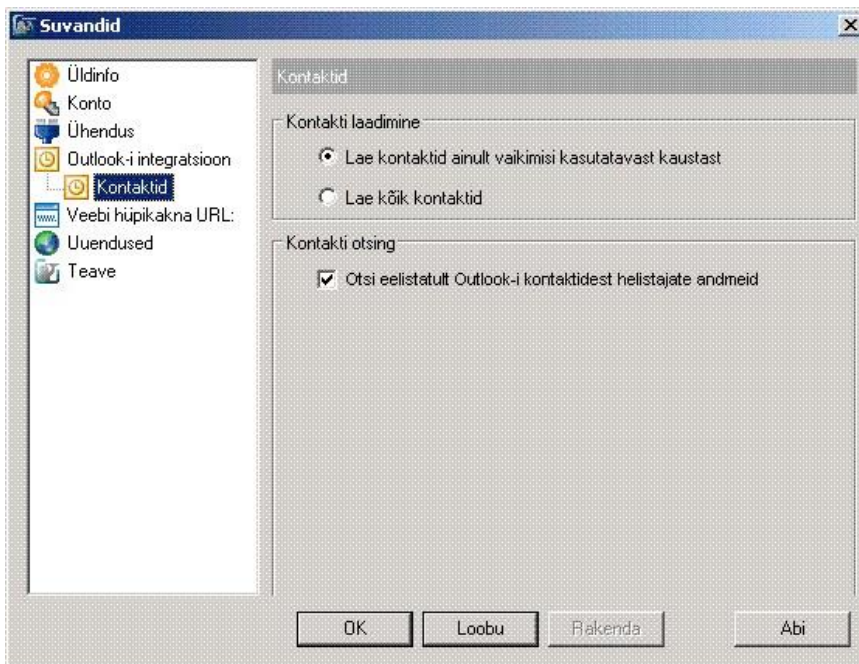 Suvandid
Üldinfo
Konto
Ühendus
Outlook-i integratsioon
Kontaktid
Veebi hüpikakna URL:
Uuendused
Teave
Kontaktid
Kontakti laadimine
Lae kontaktid ainult vaikimisi kasutatavast kaustast
Lae kõik kontaktid
Kontakti otsing
Otsi eelistatult Outlook-i kontaktidest helistajate andmeid
OK
Loobu
Rakenda
Abi